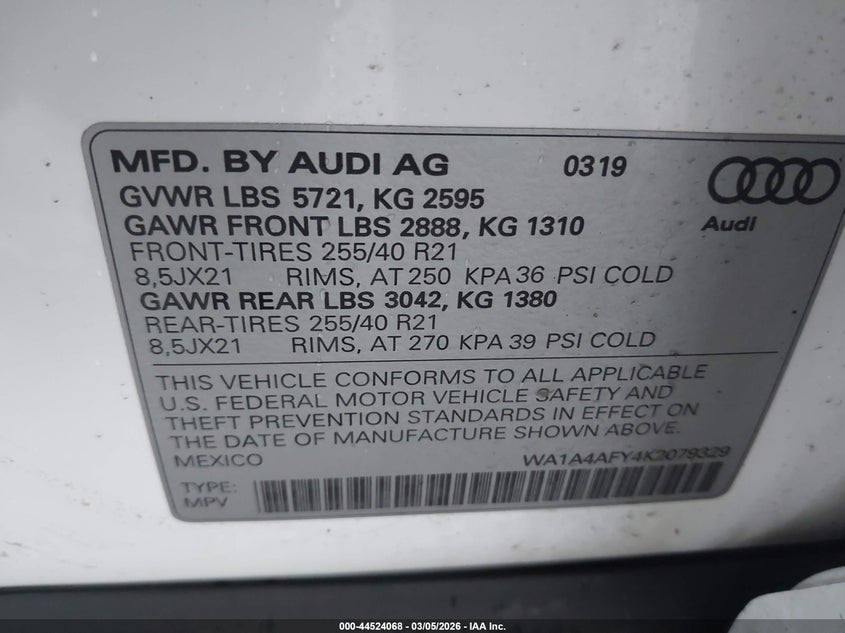 MFD. BY AUDI AG 0319
GVWR LBS 5721, KG 2595
GAWR FRONT LBS 2888, KG 1310
Audi
FRONT-TIRES 255/40 R21
8,5JX21 RIMS, AT 250 KPA 36 PSI COLD
GAWR REAR LBS 3042, KG 1380
REAR-TIRES 255/40 R21
8,5JX21 RIMS, AT 270 KPA 39 PSI COLD
THIS VEHICLE CONFORMS TO ALL APPLICABLE
U.S. FEDERAL MOTOR VEHICLE SAFETY AND
THEFT PREVENTION STANDARDS IN EFFECT ON
THE DATE OF MANUFACTURE SHOWN ABOVE.
MEXICO WA1A4AFY4K2079329
TYPE:
MPV
000-44524068 - 03/05/2026 - IAA Inc.